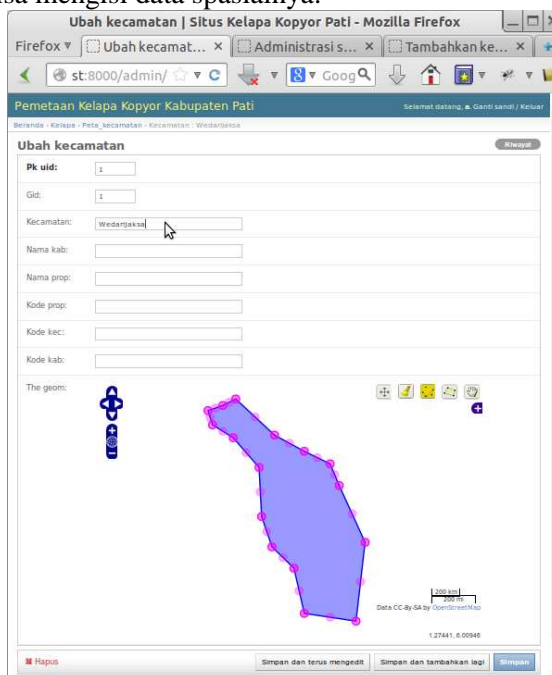 sa mengisi data spasialnya.
Ubah kecamatan | Situs Kelapa Kopyor Pati - Mozilla Firefox
Firefox Ubah kecamat... × Administrasi s... × Tambahkan ke... ×
st:8000/admin/ Goog
Pemetaan Kelapa Kopyor Kabupaten Pati Selamat datang, a. Ganti sandi / Keluar
Beranda › Kelapa › Peta_kecamatan › Kecamatan : Wedarijaksa
Ubah kecamatan Riwayat
Pk uid: 1
Gid: 1
Kecamatan: Wedarijaksa
Nama kab:
Nama prop:
Kode prop:
Kode kec:
Kode kab:
The geom:
200 km
200 mi
Data CC-By-SA by OpenStreetMap
1.27441, 6.00946
Hapus Simpan dan terus mengedit Simpan dan tambahkan lagi Simpan